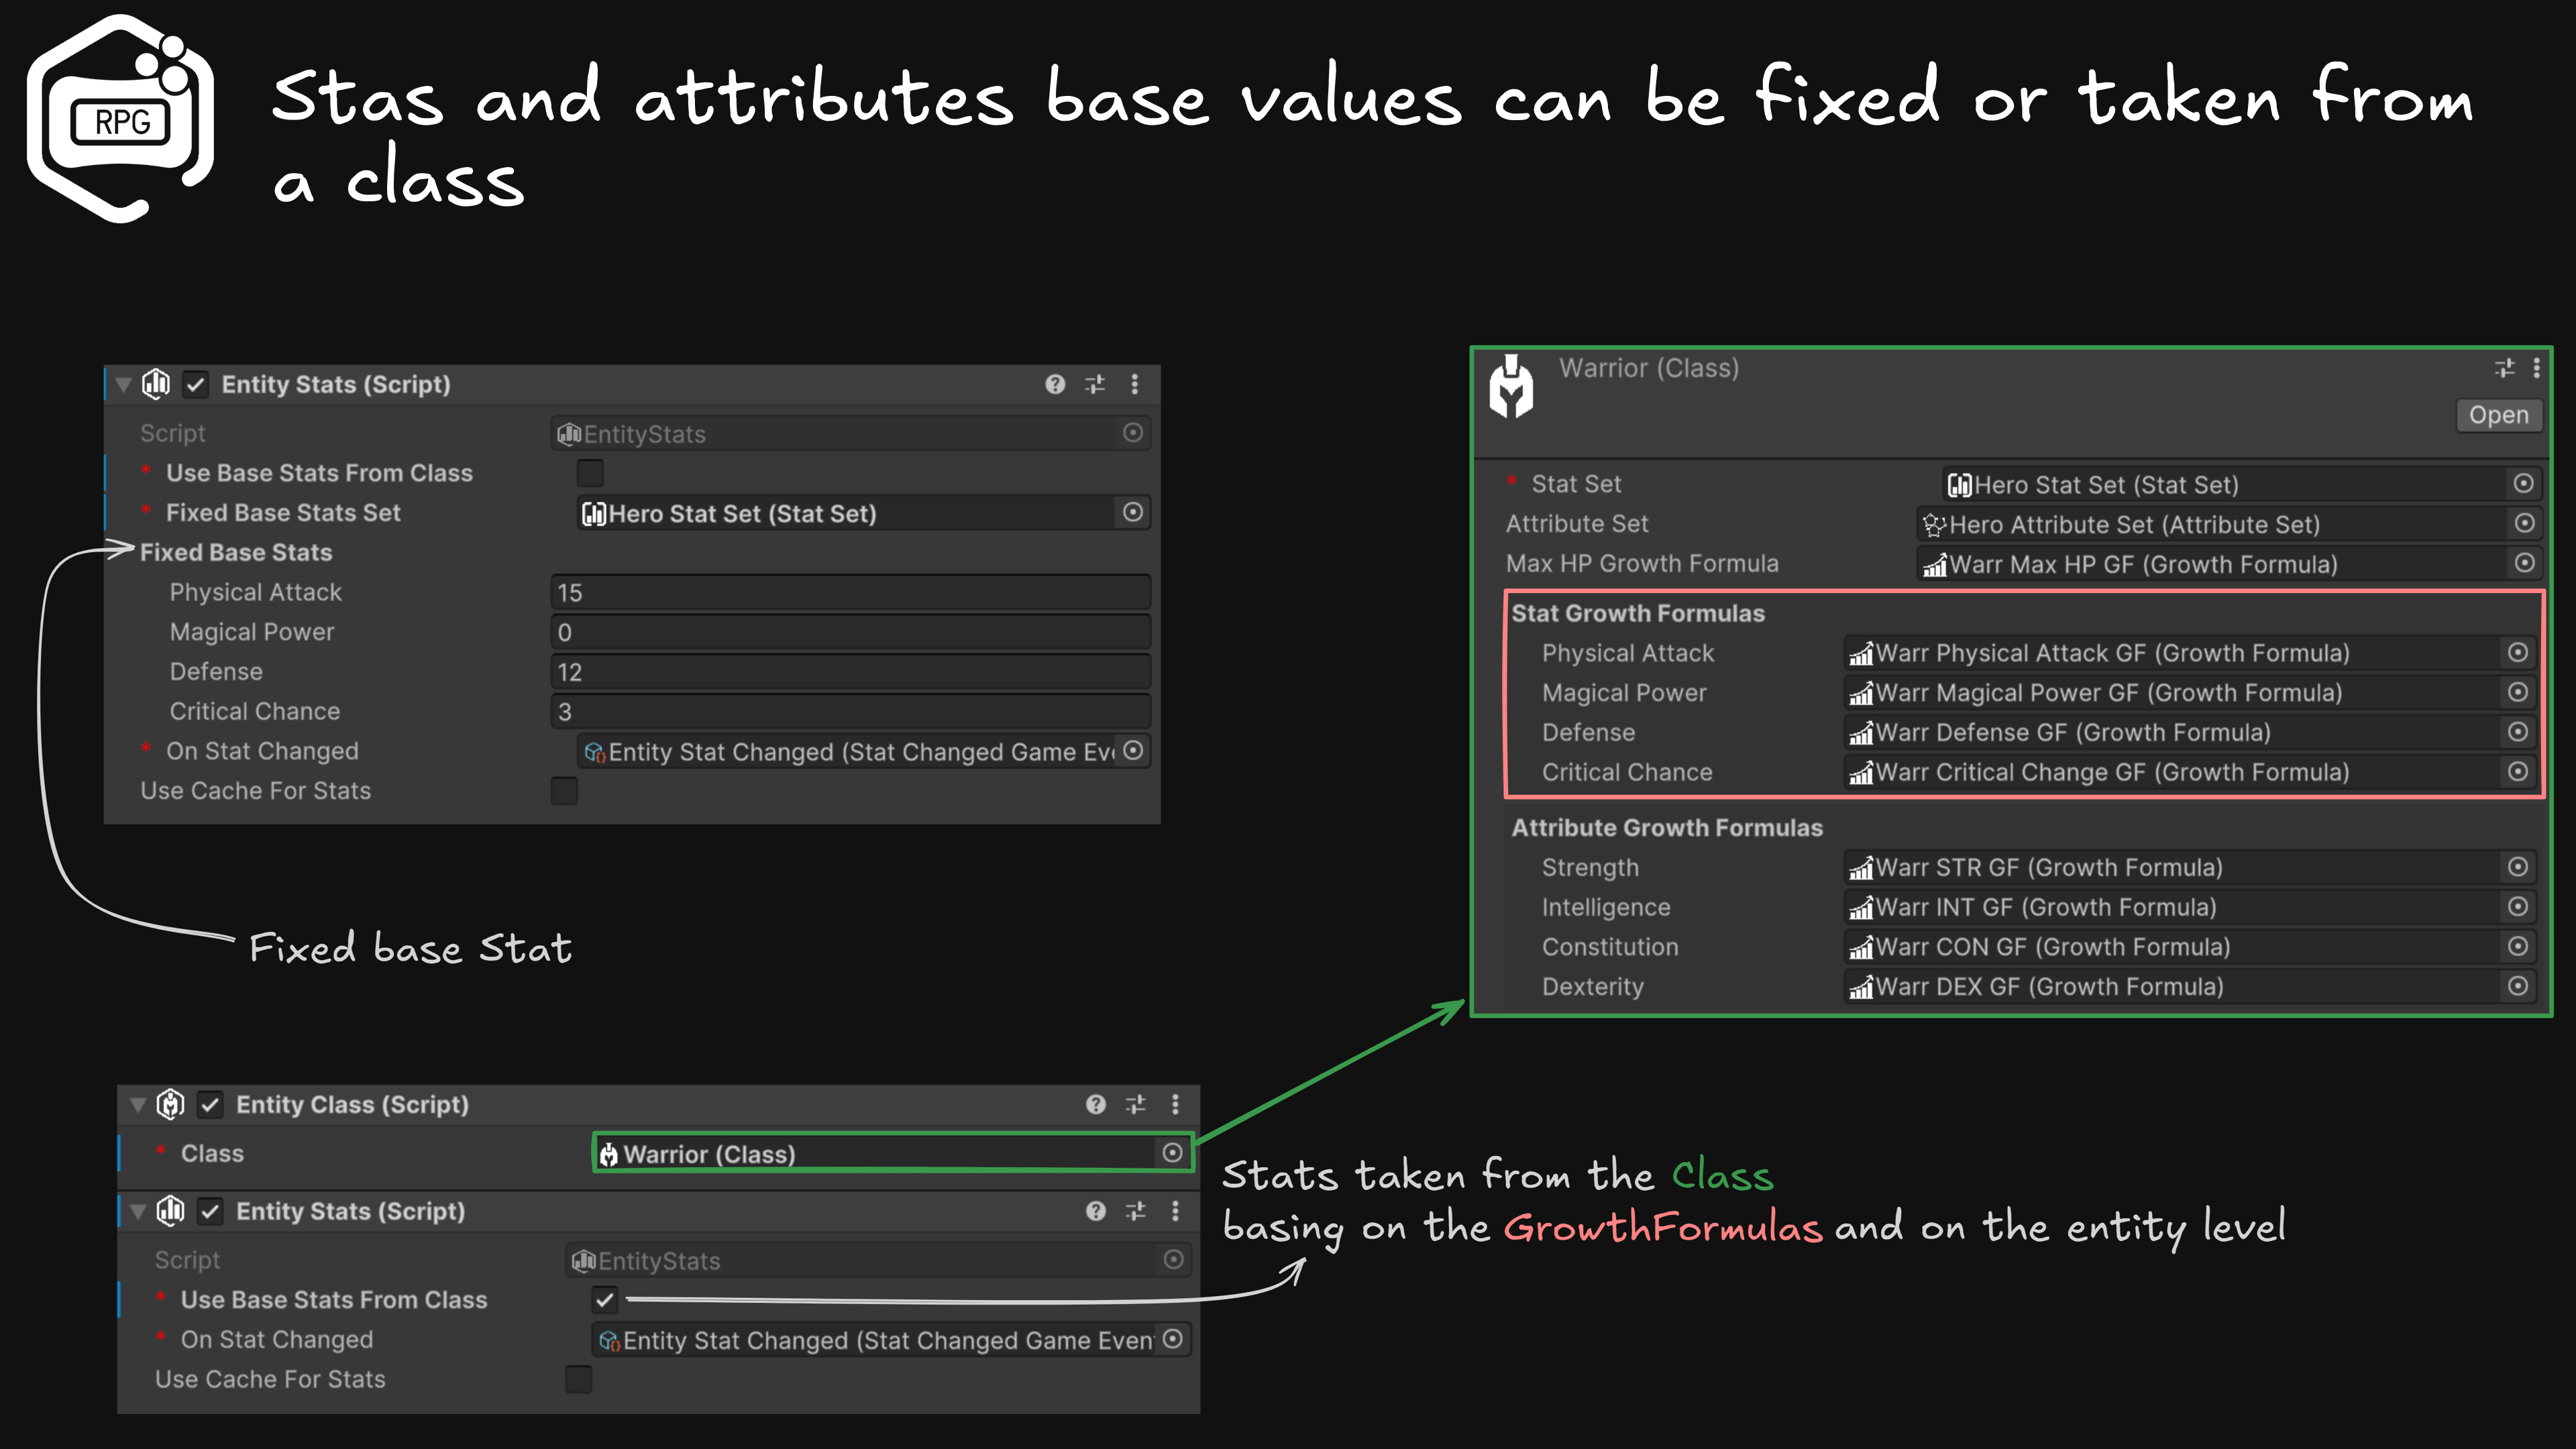 RPG
Stas and attributes base values can be fixed or taken from
a class
Entity Stats (Script)
Script EntityStats
* Use Base Stats From Class
* Fixed Base Stats Set Hero Stat Set (Stat Set)
Fixed Base Stats
Physical Attack 15
Magical Power 0
Defense 12
Critical Chance 3
* On Stat Changed Entity Stat Changed (Stat Changed Game Eve
Use Cache For Stats
Fixed base Stat
Warrior (Class)
Open
* Stat Set Hero Stat Set (Stat Set)
Attribute Set Hero Attribute Set (Attribute Set)
Max HP Growth Formula Warr Max HP GF (Growth Formula)
Stat Growth Formulas
Physical Attack Warr Physical Attack GF (Growth Formula)
Magical Power Warr Magical Power GF (Growth Formula)
Defense Warr Defense GF (Growth Formula)
Critical Chance Warr Critical Change GF (Growth Formula)
Attribute Growth Formulas
Strength Warr STR GF (Growth Formula)
Intelligence Warr INT GF (Growth Formula)
Constitution Warr CON GF (Growth Formula)
Dexterity Warr DEX GF (Growth Formula)
Entity Class (Script)
* Class Warrior (Class)
Entity Stats (Script)
Script EntityStats
* Use Base Stats From Class
* On Stat Changed Entity Stat Changed (Stat Changed Game Event
Use Cache For Stats
Stats taken from the Class
basing on the GrowthFormulas and on the entity level